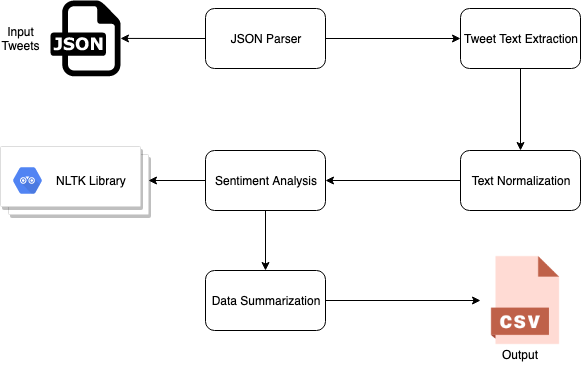 Input
Tweets
JSON
JSON Parser
Tweet Text Extraction
NLTK Library
Sentiment Analysis
Text Normalization
Data Summarization
CSV
Output